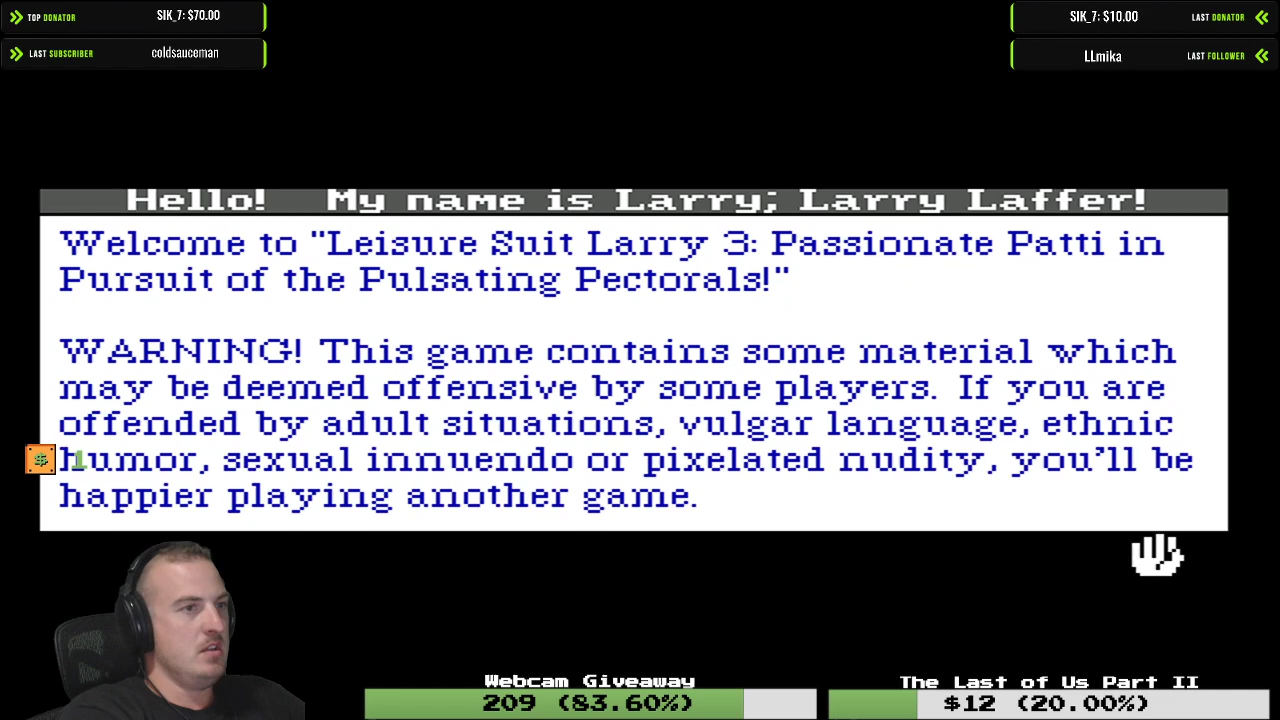 TOP DONATOR SIK_7: $70.00
LAST SUBSCRIBER coldsauceman
SIK_7: $10.00 LAST DONATOR
LLmika LAST FOLLOWER
Hello! My name is Larry; Larry Laffer!
Welcome to "Leisure Suit Larry 3: Passionate Patti in
Pursuit of the Pulsating Pectorals!"
WARNING! This game contains some material which
may be deemed offensive by some players. If you are
offended by adult situations, vulgar language, ethnic
humor, sexual innuendo or pixelated nudity, you'll be
happier playing another game.
$ 1
Webcam Giveaway
209 (83.60%)
The Last of Us Part II
$12 (20.00%)